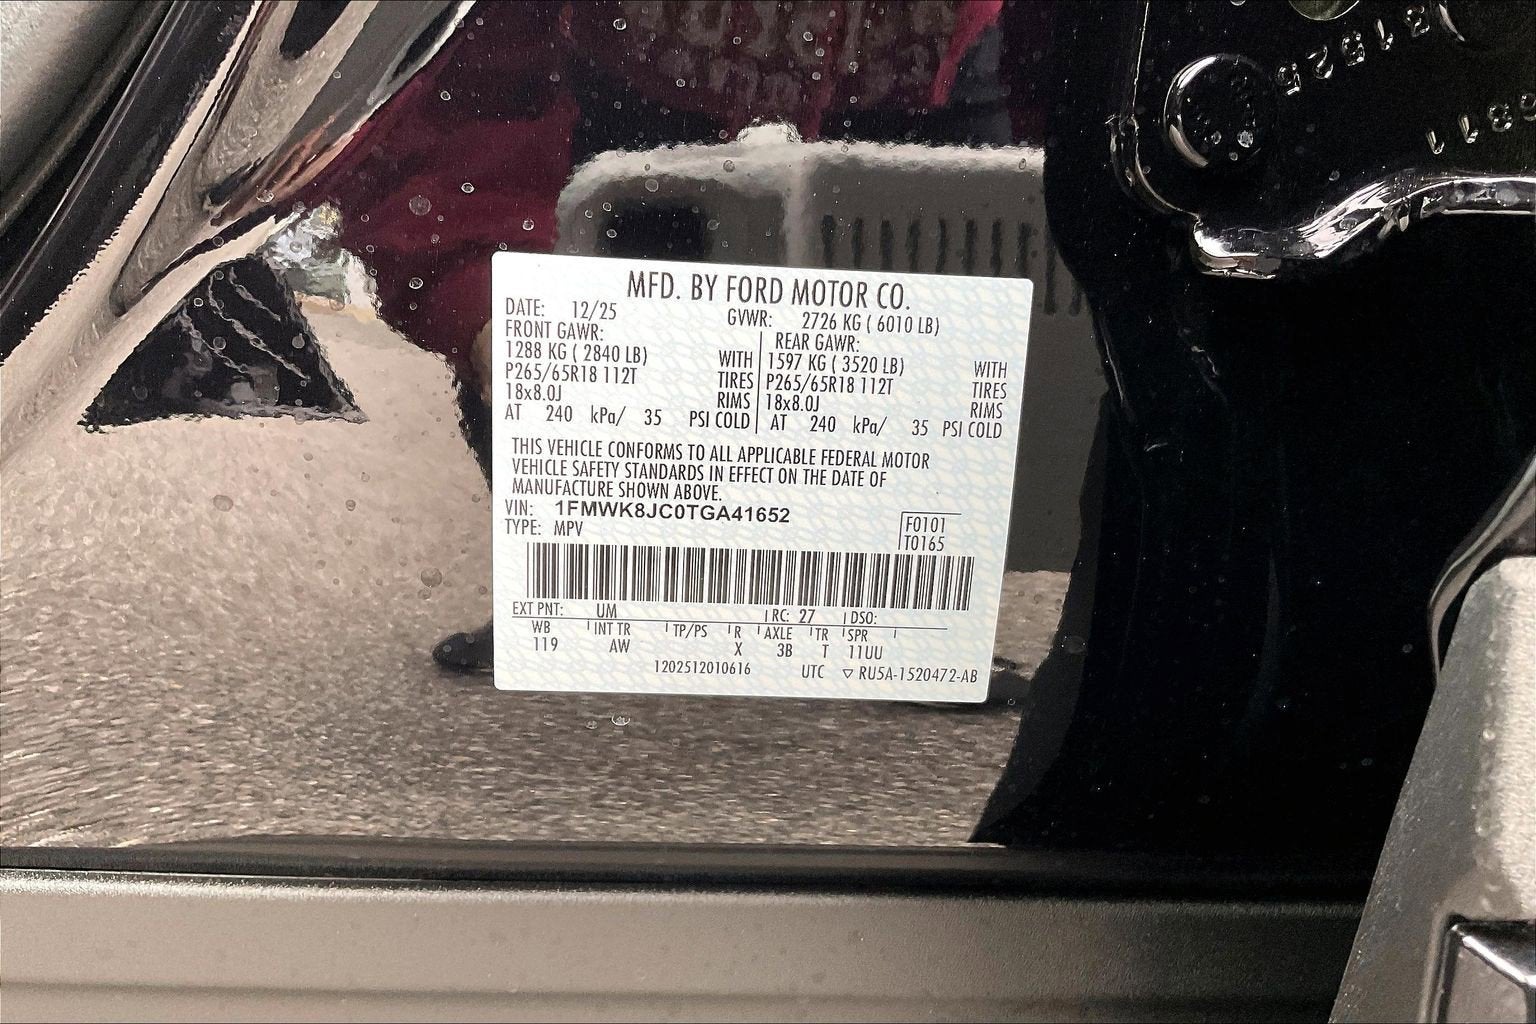 MFD. BY FORD MOTOR CO.
DATE: 12/25 GVWR: 2726 KG ( 6010 LB)
FRONT GAWR: REAR GAWR:
1288 KG ( 2840 LB) WITH 1597 KG ( 3520 LB) WITH
P265/65R18 112T TIRES P265/65R18 112T TIRES
18x8.0J RIMS 18x8.0J RIMS
AT 240 kPa/ 35 PSI COLD AT 240 kPa/ 35 PSI COLD
THIS VEHICLE CONFORMS TO ALL APPLICABLE FEDERAL MOTOR
VEHICLE SAFETY STANDARDS IN EFFECT ON THE DATE OF
MANUFACTURE SHOWN ABOVE.
VIN: 1FMWK8JC0TGA41652
TYPE: MPV
F0101
T0165
EXT PNT: UM RC: 27 DSO:
WB INT TR TP/PS R AXLE TR SPR
119 AW X 3B T 11UU
1202512010616 UTC ▽ RU5A-1520472-AB